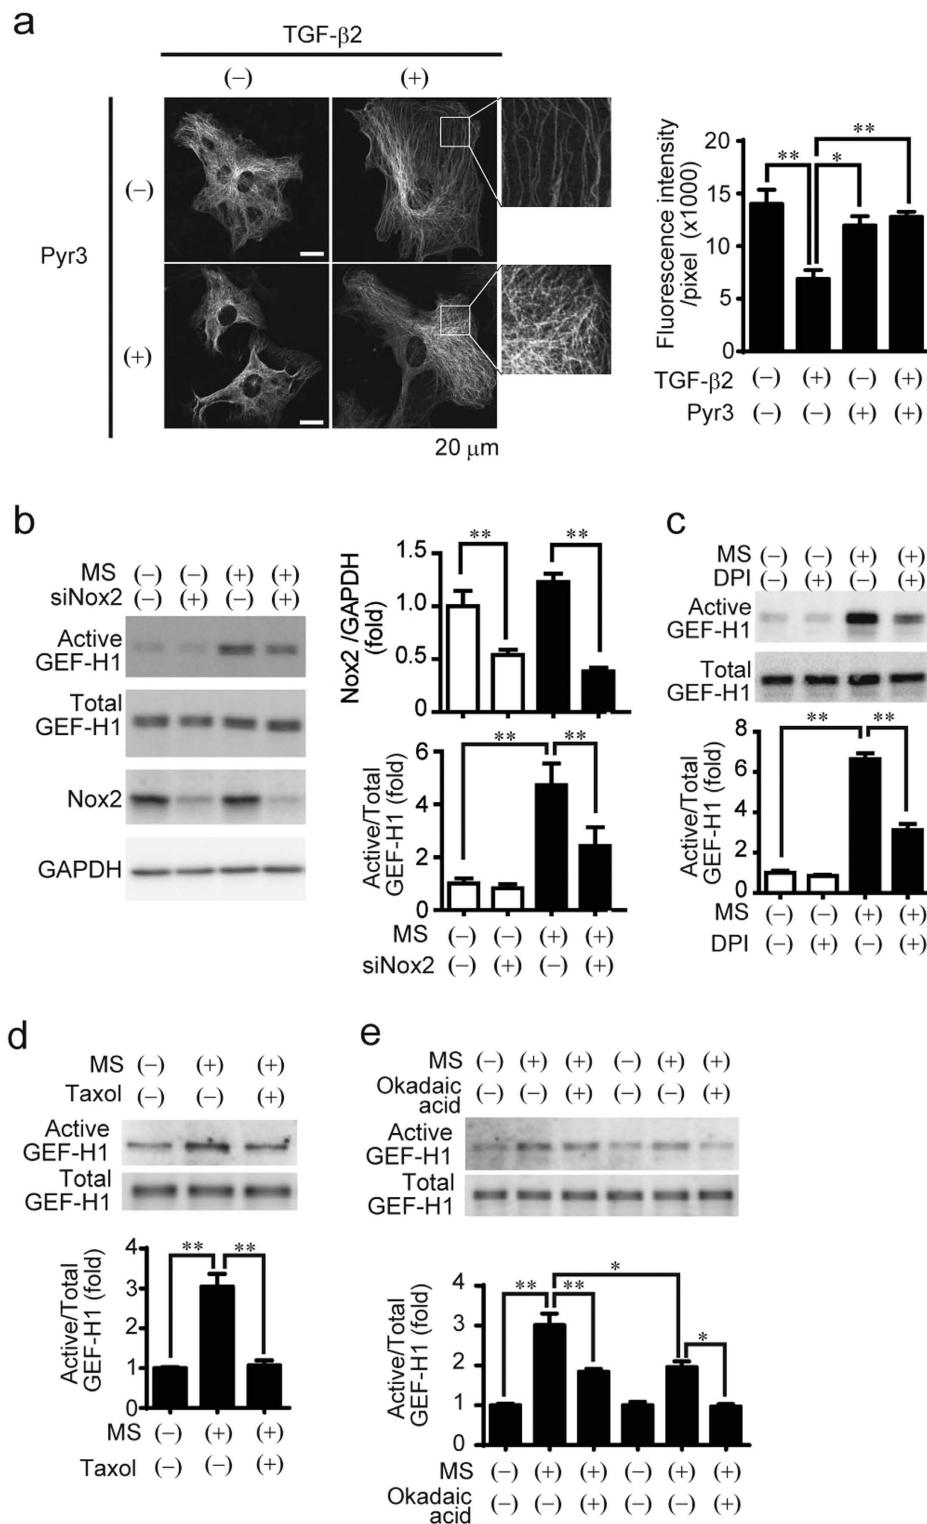 a
TGF-β2
(−) (+)
Pyr3
(−)
(+)
20 μm
Fluorescence intensity
/pixel (x1000)
20
15
10
5
0
** * **
TGF-β2 (−) (+) (−) (+)
Pyr3 (−) (−) (+) (+)
b
MS (−) (−) (+) (+)
siNox2 (−) (+) (−) (+)
Active
GEF-H1
Total
GEF-H1
Nox2
GAPDH
Nox2 /GAPDH
(fold)
1.5
1.0
0.5
0
** **
Active/Total
GEF-H1 (fold)
6
4
2
0
** **
MS (−) (−) (+) (+)
siNox2 (−) (+) (−) (+)
c
MS (−) (−) (+) (+)
DPI (−) (+) (−) (+)
Active
GEF-H1
Total
GEF-H1
Active/Total
GEF-H1 (fold)
8
6
4
2
0
** **
MS (−) (−) (+) (+)
DPI (−) (+) (−) (+)
d
MS (−) (+) (+)
Taxol (−) (−) (+)
Active
GEF-H1
Total
GEF-H1
Active/Total
GEF-H1 (fold)
4
3
2
1
0
** **
MS (−) (+) (+)
Taxol (−) (−) (+)
e
MS (−) (+) (+) (−) (+) (+)
Okadaic
acid (−) (−) (+) (−) (−) (+)
Active
GEF-H1
Total
GEF-H1
Active/Total
GEF-H1 (fold)
4
3
2
1
0
** ** * *
MS (−) (+) (+) (−) (+) (+)
Okadaic
acid (−) (−) (+) (−) (−) (+)